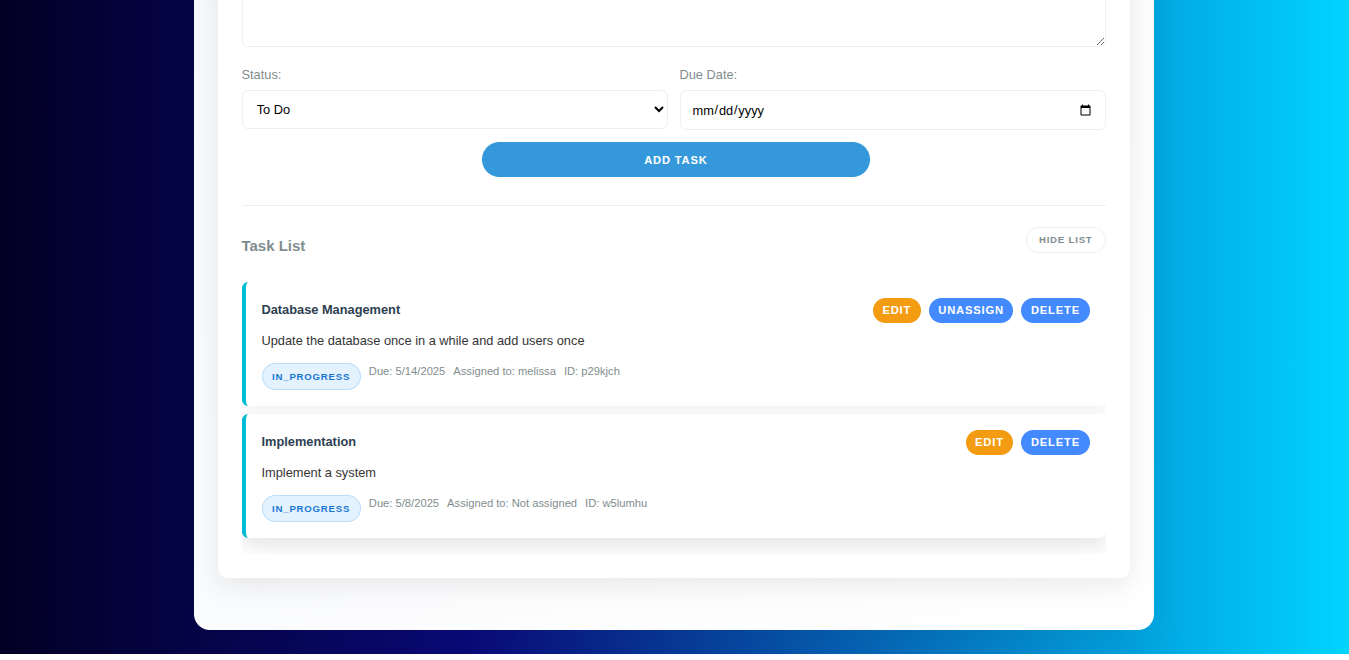 Status: Due Date:
To Do mm/dd/yyyy
ADD TASK
Task List HIDE LIST
Database Management EDIT UNASSIGN DELETE
Update the database once in a while and add users once
IN_PROGRESS Due: 5/14/2025 Assigned to: melissa ID: p29kjch
Implementation EDIT DELETE
Implement a system
IN_PROGRESS Due: 5/8/2025 Assigned to: Not assigned ID: w5lumhu